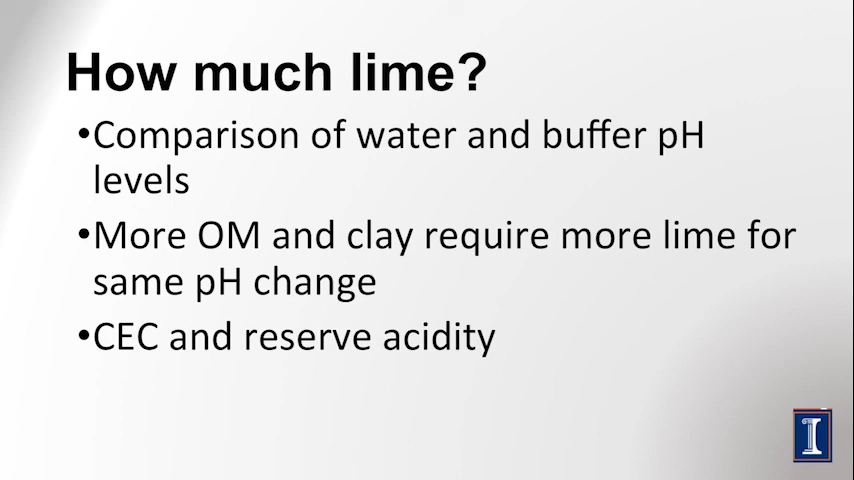 How much lime?
•Comparison of water and buffer pH
levels
•More OM and clay require more lime for
same pH change
•CEC and reserve acidity
I